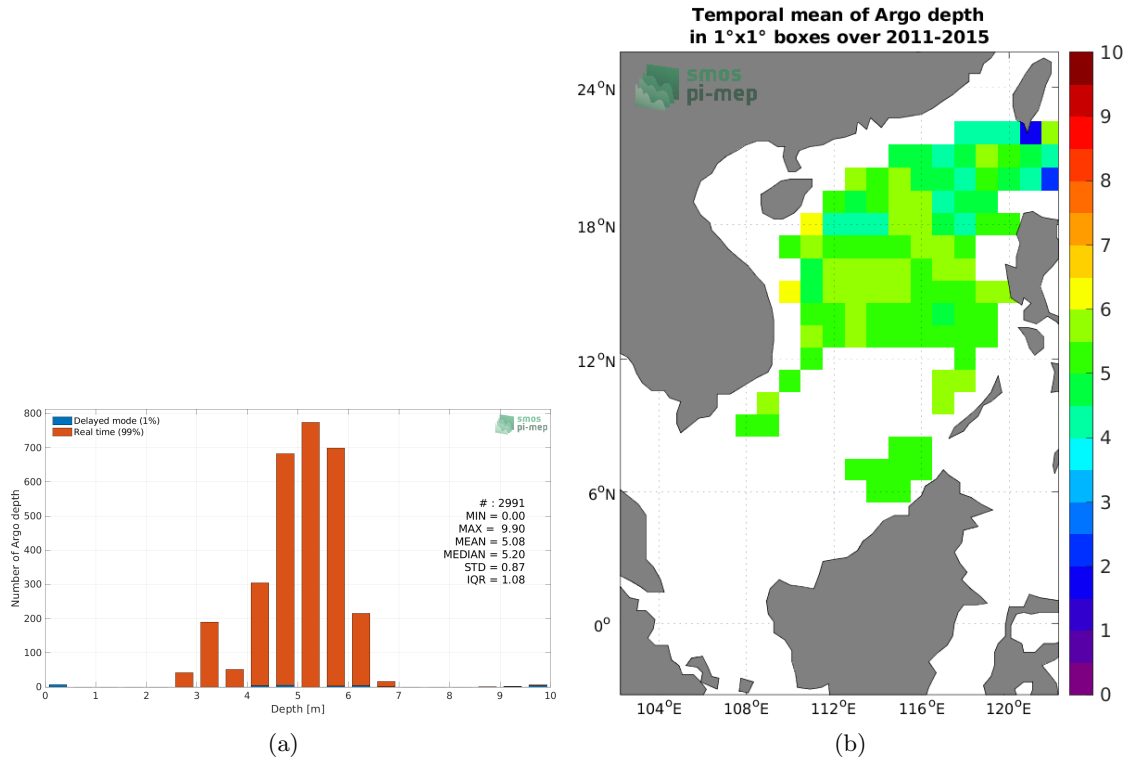 800
700
600
500
400
300
200
100
0
Number of Argo depth
Delayed mode (1%)
Real time (99%)
smos
pi-mep
# : 2991
MIN = 0.00
MAX = 9.90
MEAN = 5.08
MEDIAN = 5.20
STD = 0.87
IQR = 1.08
0 1 2 3 4 5 6 7 8 9 10
Depth [m]
(a)
Temporal mean of Argo depth
in 1°x1° boxes over 2011-2015
smos
pi-mep
24°N
18°N
12°N
6°N
0°
104°E 108°E 112°E 116°E 120°E
10
9
8
7
6
5
4
3
2
1
0
(b)